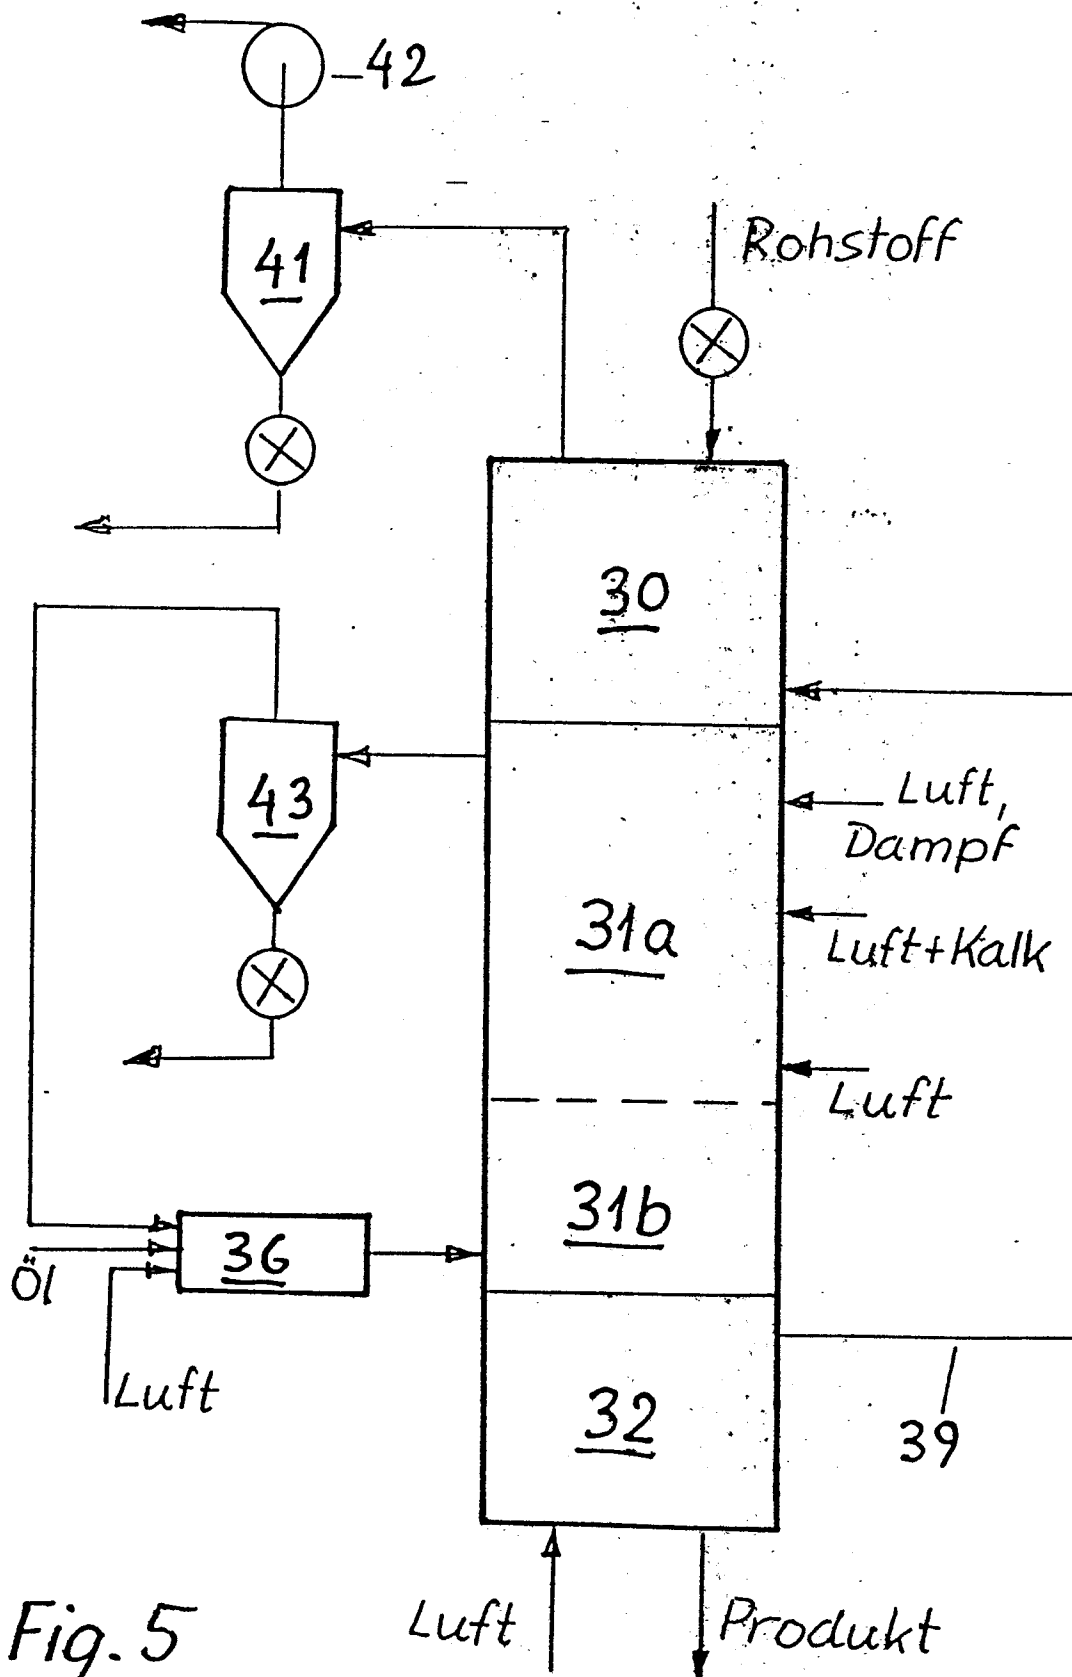 42
41
Rohstoff
30
43
Luft,
Dampf
31a
Luft+Kalk
Luft
31b
36
Öl
Luft
32
39
Fig. 5
Luft
Produkt